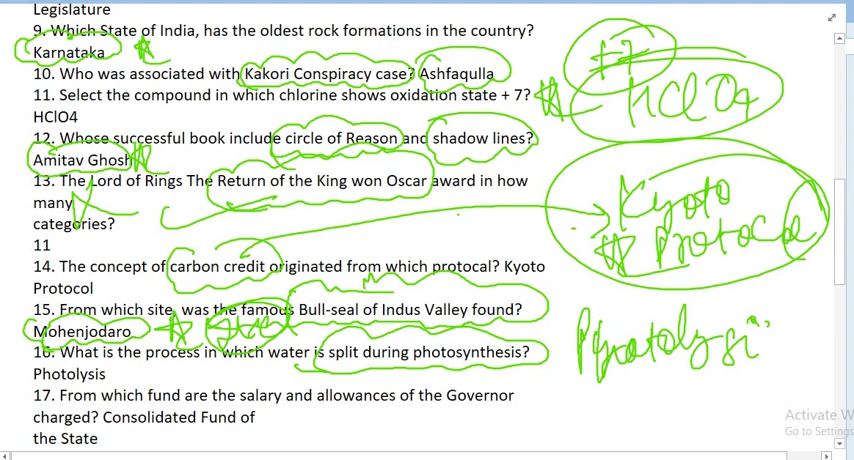 Legislature
9. Which State of India, has the oldest rock formations in the country?
Karnataka
10. Who was associated with Kakori Conspiracy case? Ashfaqulla
11. Select the compound in which chlorine shows oxidation state + 7?
HClO4
12. Whose successful book include circle of Reason and shadow lines?
Amitav Ghosh
13. The Lord of Rings The Return of the King won Oscar award in how
many
categories?
11
14. The concept of carbon credit originated from which protocal? Kyoto
Protocol
15. From which site, was the famous Bull-seal of Indus Valley found?
Mohenjodaro
16. What is the process in which water is split during photosynthesis?
Photolysis
17. From which fund are the salary and allowances of the Governor
charged? Consolidated Fund of
the State
+7
HClO4
Kyoto
Protocol
Activate W
Go to Settings